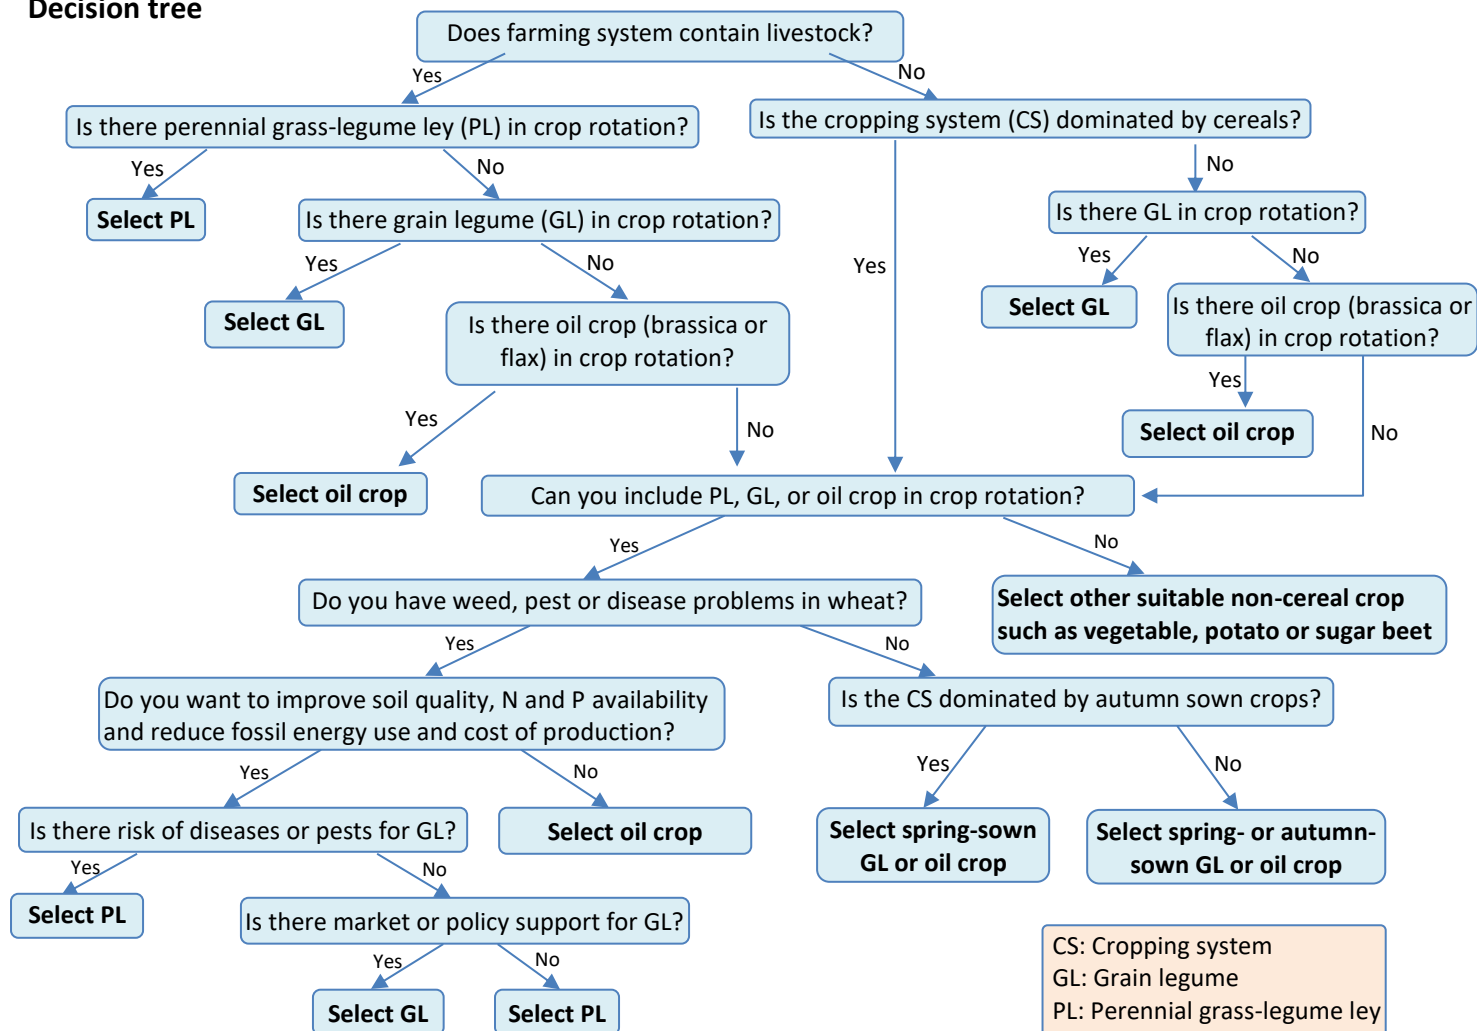 Decision tree
Does farming system contain livestock?
Yes
No
Is there perennial grass-legume ley (PL) in crop rotation?
Is the cropping system (CS) dominated by cereals?
Yes
No
No
Select PL
Is there grain legume (GL) in crop rotation?
Is there GL in crop rotation?
Yes
No
Yes
Yes
No
Select GL
Is there oil crop (brassica or
flax) in crop rotation?
Select GL
Is there oil crop (brassica or
flax) in crop rotation?
Yes
No
Yes
No
Select oil crop
Select oil crop
Can you include PL, GL, or oil crop in crop rotation?
Yes
No
Do you have weed, pest or disease problems in wheat?
Select other suitable non-cereal crop
such as vegetable, potato or sugar beet
Yes
No
Do you want to improve soil quality, N and P availability
and reduce fossil energy use and cost of production?
Is the CS dominated by autumn sown crops?
Yes
No
Yes
No
Is there risk of diseases or pests for GL?
Select oil crop
Select spring-sown
GL or oil crop
Select spring- or autumn-
sown GL or oil crop
Yes
No
Select PL
Is there market or policy support for GL?
Yes
No
Select GL
Select PL
CS: Cropping system
GL: Grain legume
PL: Perennial grass-legume ley